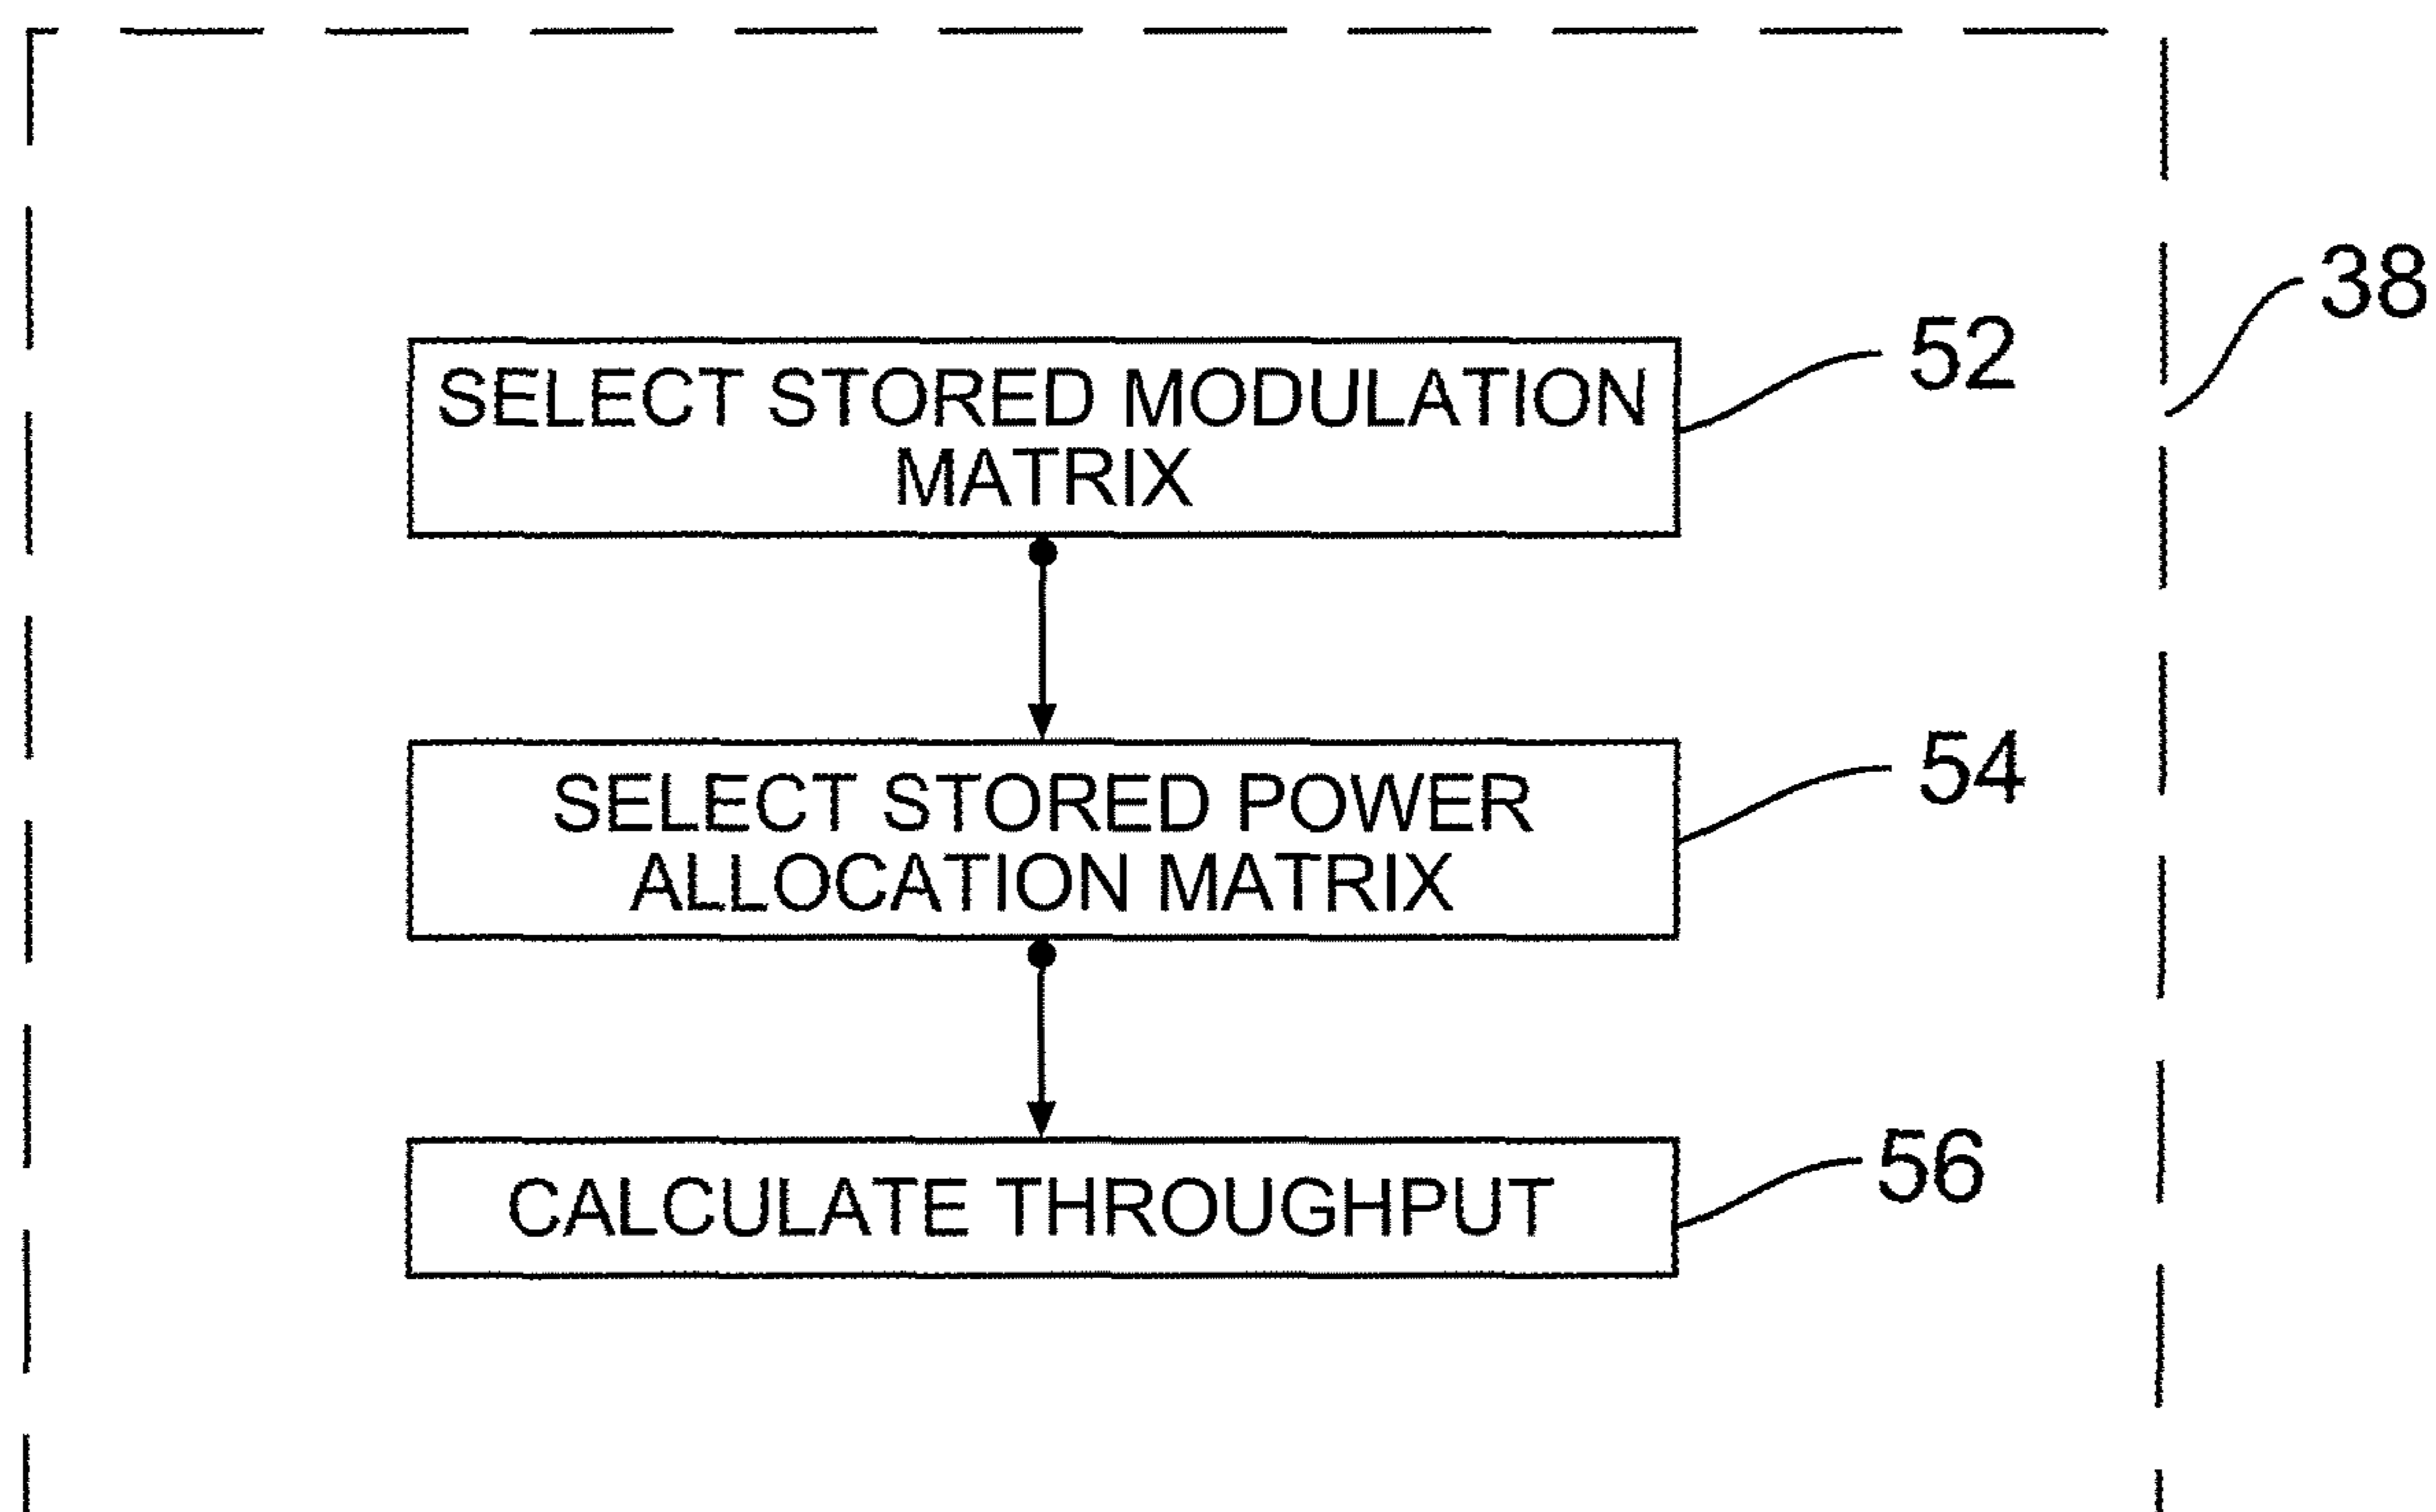 38
52
SELECT STORED MODULATION
MATRIX
54
SELECT STORED POWER
ALLOCATION MATRIX
56
CALCULATE THROUGHPUT